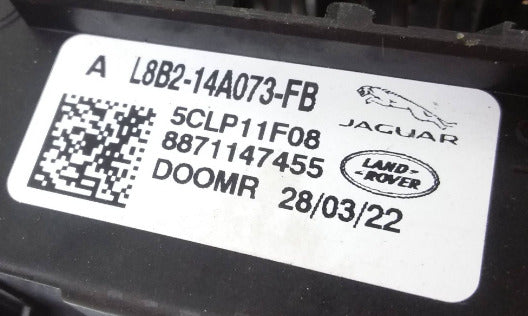 A L8B2-14A073-FB
5CLP11F08
8871147455
DOOMR 28/03/22
JAGUAR
LAND-
-ROVER